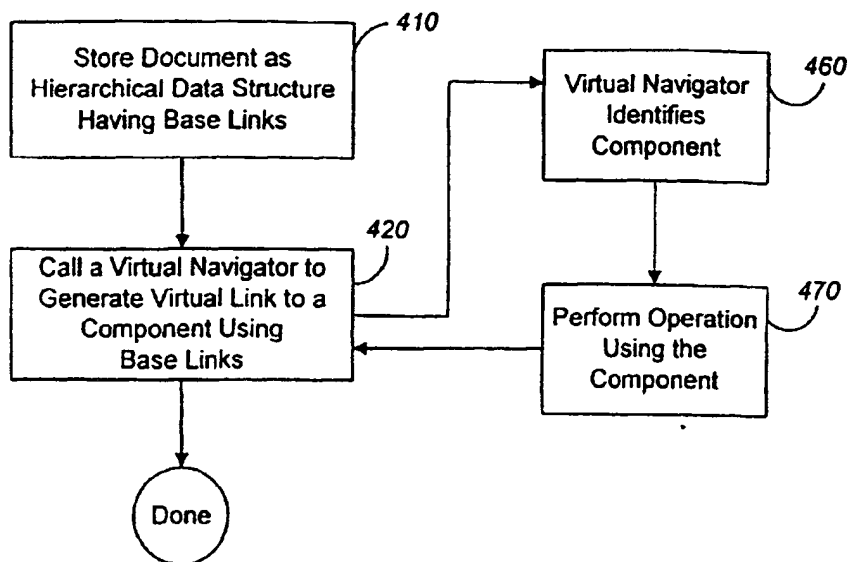 410
Store Document as
Hierarchical Data Structure
Having Base Links
460
Virtual Navigator
Identifies
Component
420
Call a Virtual Navigator to
Generate Virtual Link to a
Component Using
Base Links
470
Perform Operation
Using the
Component
Done